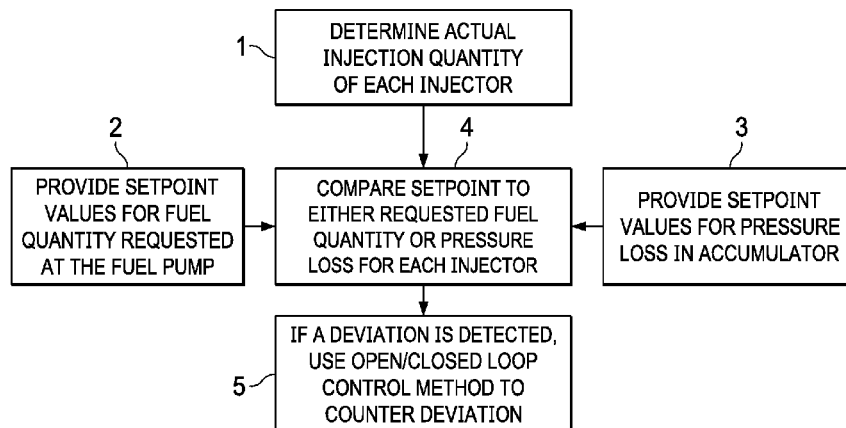 1
DETERMINE ACTUAL
INJECTION QUANTITY
OF EACH INJECTOR
2
PROVIDE SETPOINT
VALUES FOR FUEL
QUANTITY REQUESTED
AT THE FUEL PUMP
4
COMPARE SETPOINT TO
EITHER REQUESTED FUEL
QUANTITY OR PRESSURE
LOSS FOR EACH INJECTOR
3
PROVIDE SETPOINT
VALUES FOR PRESSURE
LOSS IN ACCUMULATOR
5
IF A DEVIATION IS DETECTED,
USE OPEN/CLOSED LOOP
CONTROL METHOD TO
COUNTER DEVIATION